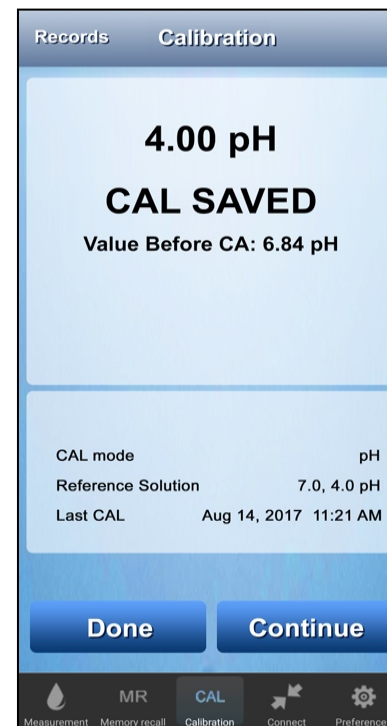 Records Calibration
4.00 pH
CAL SAVED
Value Before CA: 6.84 pH
CAL mode pH
Reference Solution 7.0, 4.0 pH
Last CAL Aug 14, 2017 11:21 AM
Done Continue
MR CAL
Measurement Memory recall Calibration Connect Preference